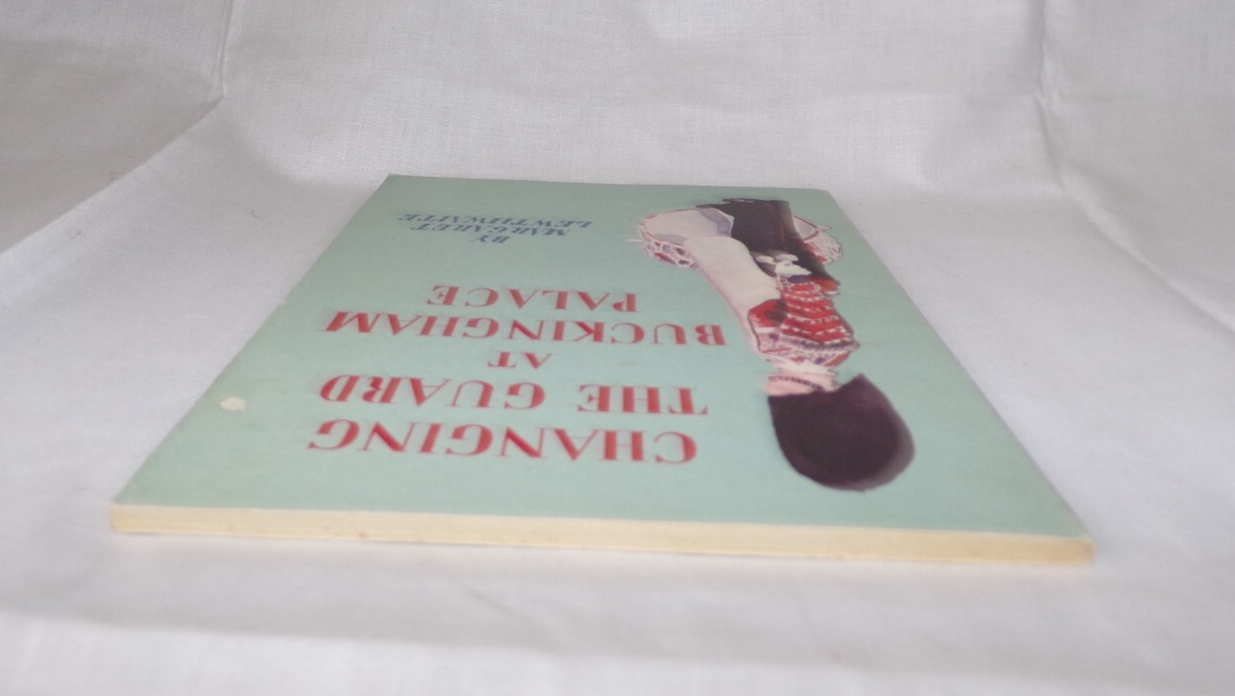 CHANGING
THE GUARD
AT
BUCKINGHAM
PALACE
BY
MARGARET
LEWTHWAITE